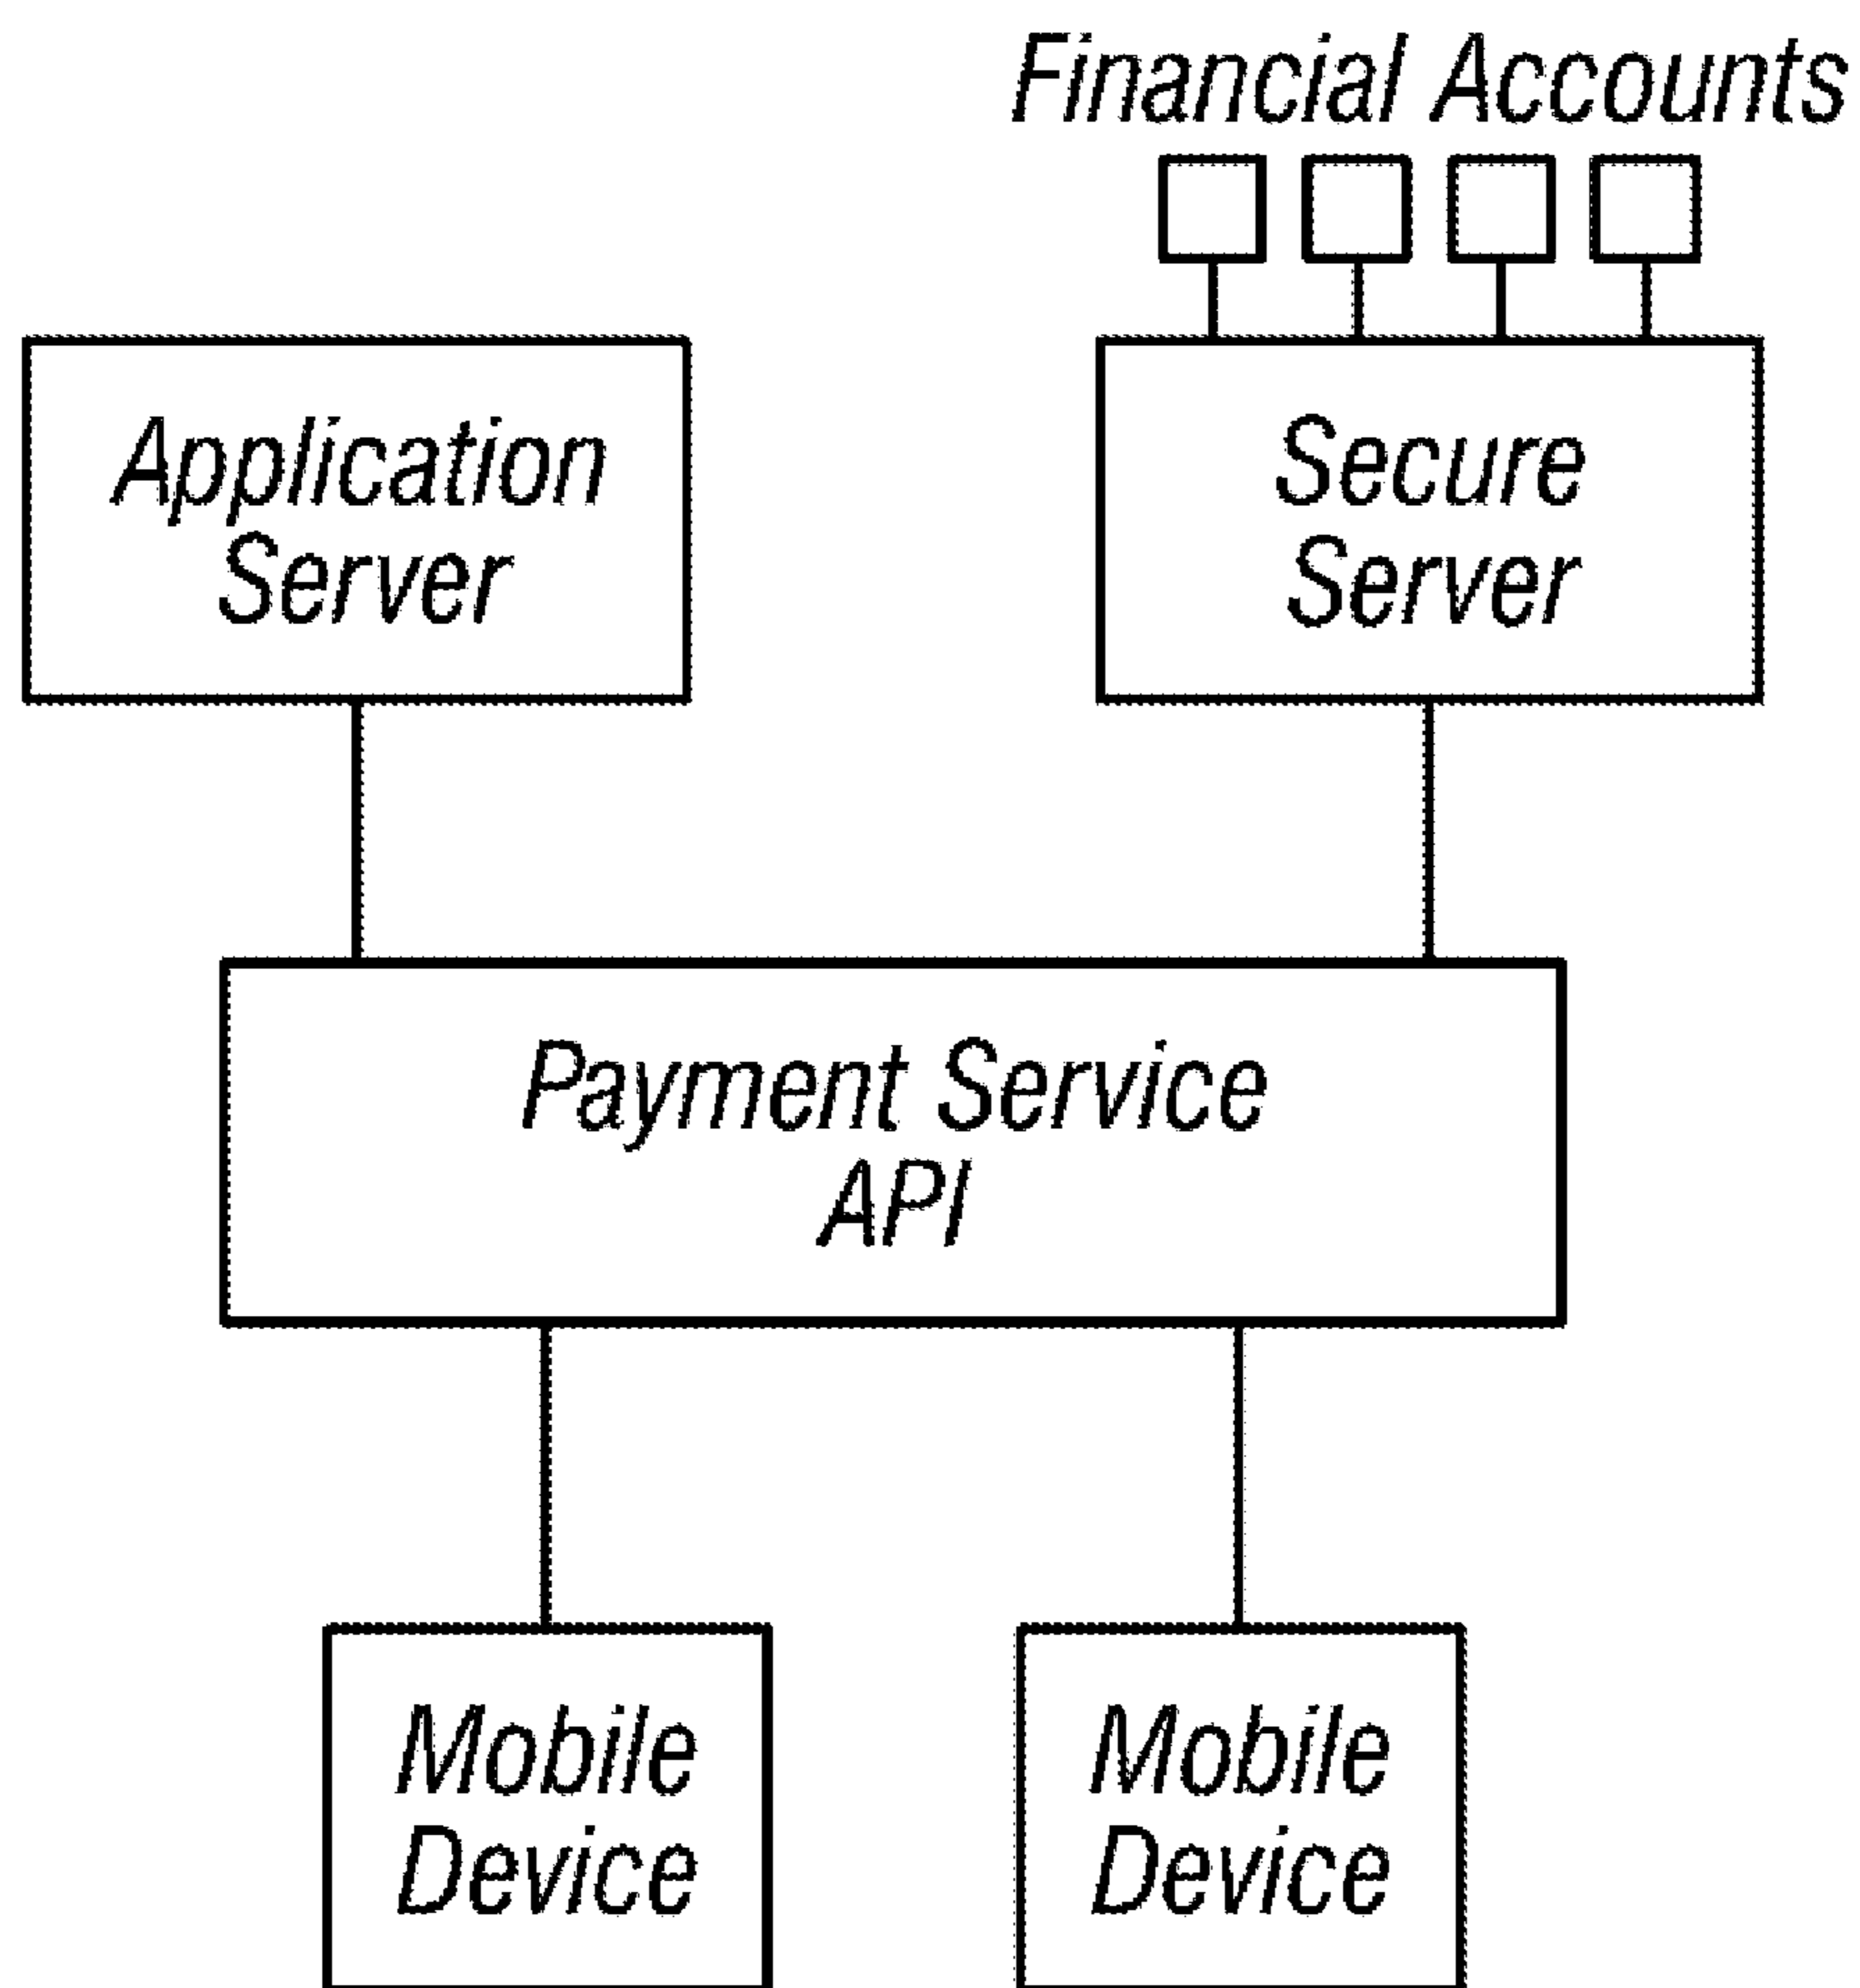 Financial Accounts
Application
Server
Secure
Server
Payment Service
API
Mobile
Device
Mobile
Device